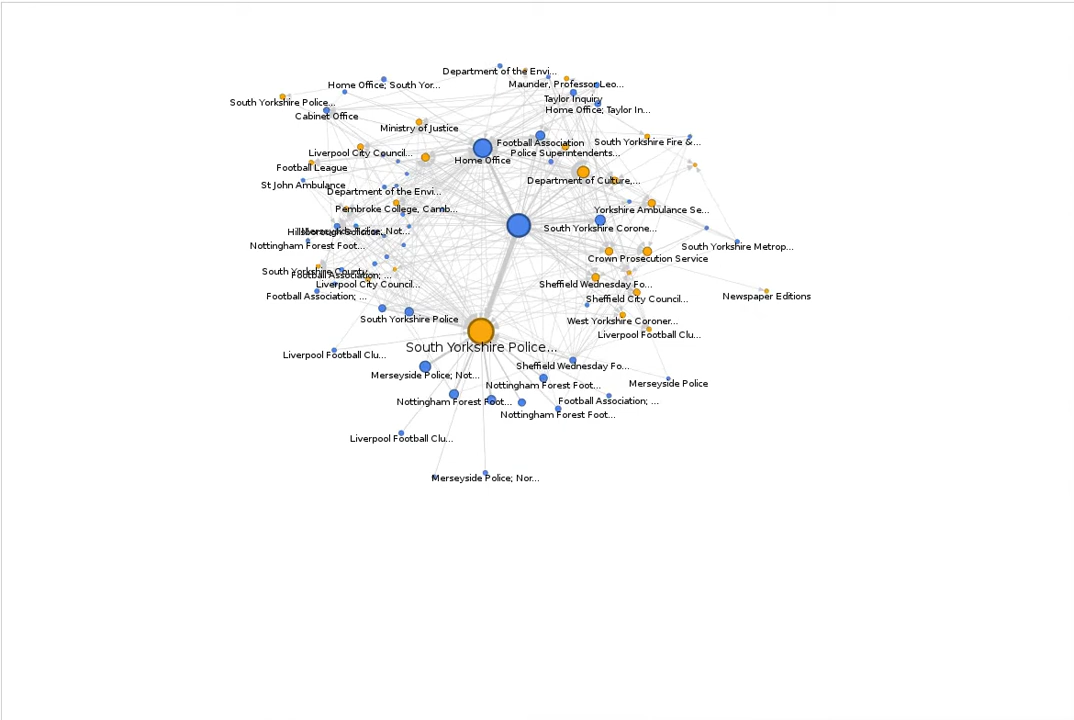 Department of the Envi...
Home Office; South Yor...
Maunder, Professor Leo...
South Yorkshire Police...
Taylor Inquiry
Home Office; Taylor In...
Cabinet Office
Ministry of Justice
Football Association
South Yorkshire Fire &...
Liverpool City Council...
Police Superintendents...
Home Office
Football League
Department of Culture,...
St John Ambulance
Department of the Envi...
Pembroke College, Camb...
Yorkshire Ambulance Se...
South Yorkshire Corone...
Nottingham Forest Foot...
South Yorkshire Metrop...
Crown Prosecution Service
South Yorkshire County
Football Association; ...
Liverpool City Council...
Sheffield Wednesday Fo...
Football Association; ...
Sheffield City Council...
Newspaper Editions
South Yorkshire Police
West Yorkshire Coroner...
Liverpool Football Clu...
South Yorkshire Police...
Liverpool Football Clu...
Sheffield Wednesday Fo...
Merseyside Police; Not...
Nottingham Forest Foot...
Merseyside Police
Nottingham Forest Foot...
Football Association; ...
Nottingham Forest Foot...
Liverpool Football Clu...
Merseyside Police; Nor...